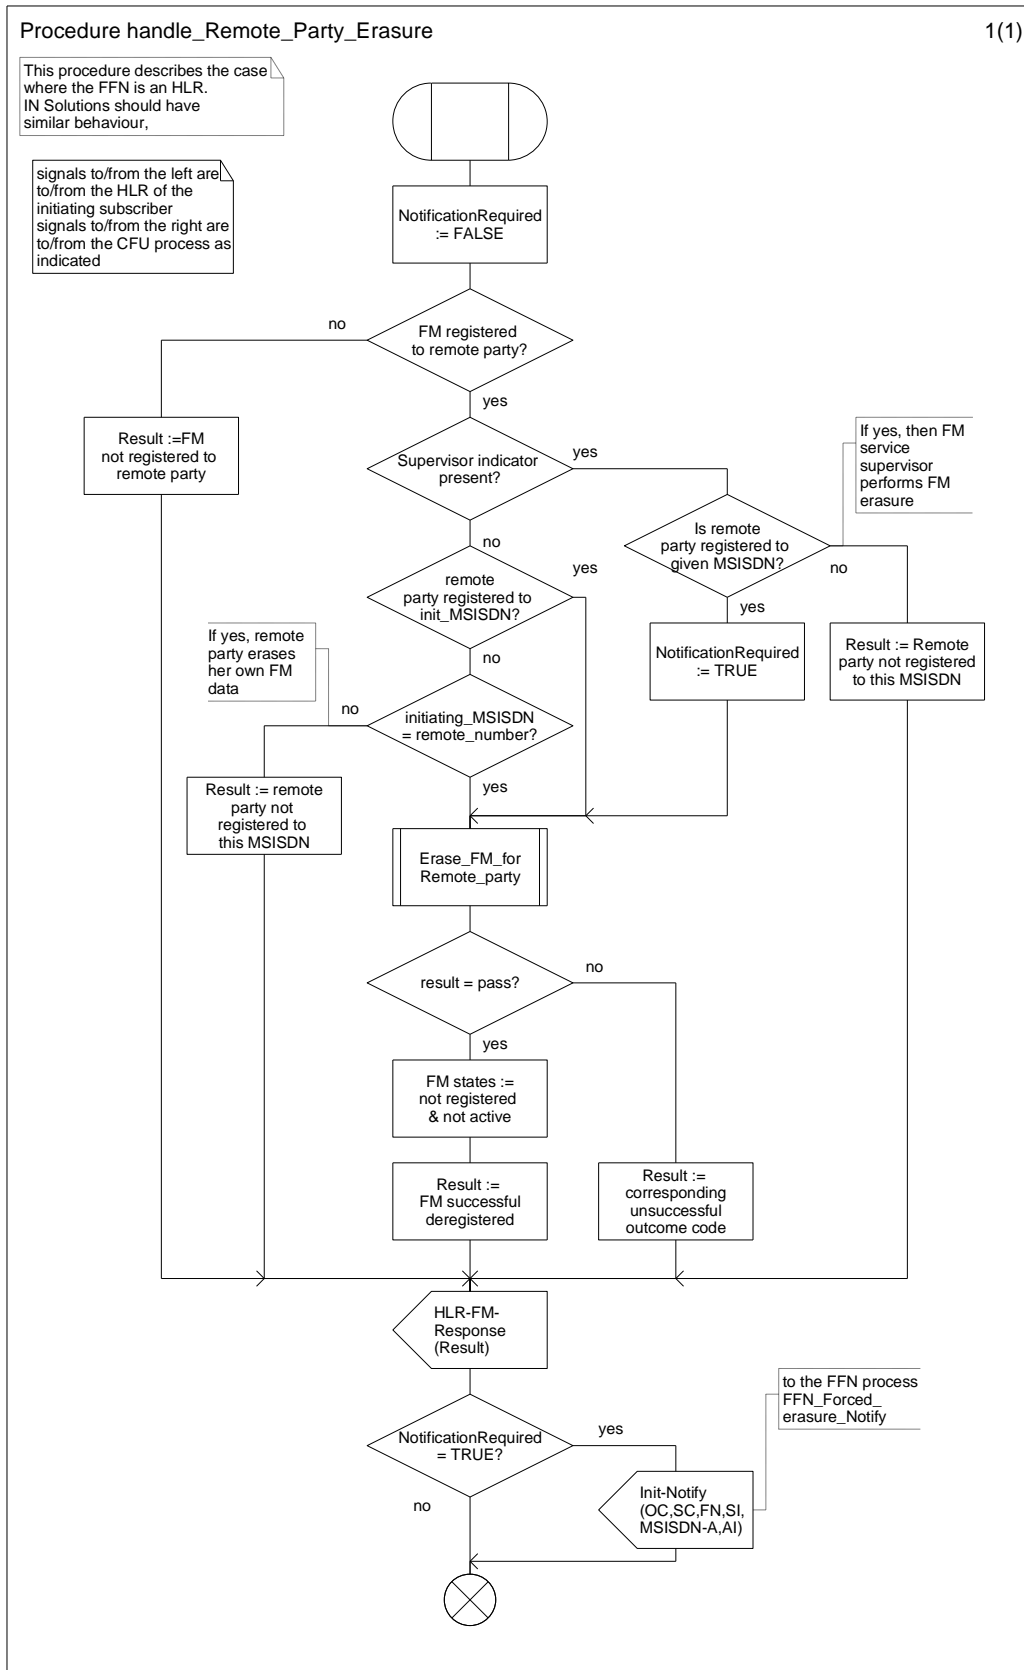 Procedure handle_Remote_Party_Erasure
1(1)
This procedure describes the case
where the FFN is an HLR.
IN Solutions should have
similar behaviour,
signals to/from the left are
to/from the HLR of the
initiating subscriber
signals to/from the right are
to/from the CFU process as
indicated
NotificationRequired
:= FALSE
no
FM registered
to remote party?
yes
Result :=FM
not registered to
remote party
Supervisor indicator
present?
yes
If yes, then FM
service
supervisor
performs FM
erasure
no
Is remote
party registered to
given MSISDN?
no
yes
remote
party registered to
init_MSISDN?
yes
no
If yes, remote
party erases
her own FM
data
NotificationRequired
:= TRUE
Result := Remote
party not registered
to this MSISDN
no
initiating_MSISDN
= remote_number?
yes
Result := remote
party not
registered to
this MSISDN
Erase_FM_for
Remote_party
result = pass?
no
yes
FM states :=
not registered
& not active
Result :=
FM successful
deregistered
Result :=
corresponding
unsuccessful
outcome code
HLR-FM-
Response
(Result)
to the FFN process
FFN_Forced_
erasure_Notify
NotificationRequired
= TRUE?
yes
no
Init-Notify
(OC,SC,FN,SI,
MSISDN-A,AI)